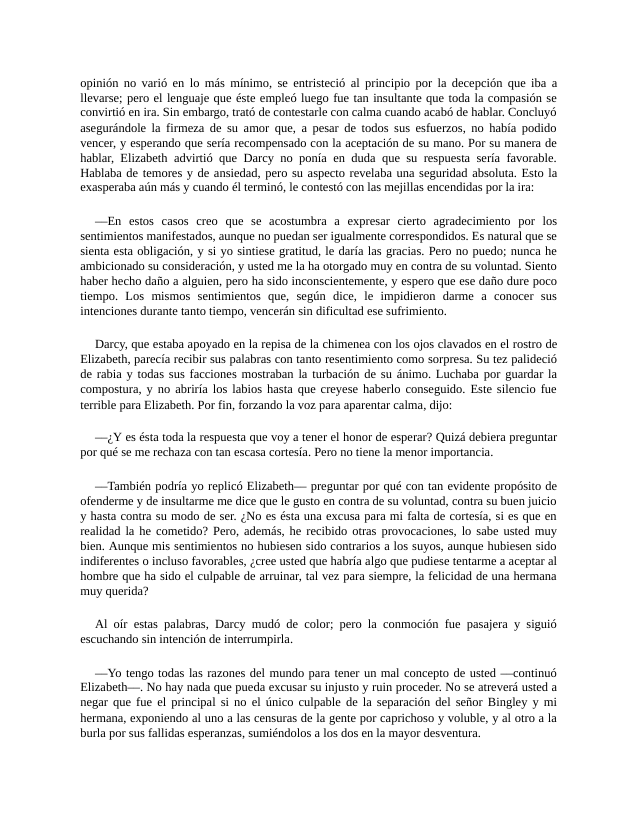 opinión no varió en lo más mínimo, se entristeció al principio por la decepción que iba a
llevarse; pero el lenguaje que éste empleó luego fue tan insultante que toda la compasión se
convirtió en ira. Sin embargo, trató de contestarle con calma cuando acabó de hablar. Concluyó
asegurándole la firmeza de su amor que, a pesar de todos sus esfuerzos, no había podido
vencer, y esperando que sería recompensado con la aceptación de su mano. Por su manera de
hablar, Elizabeth advirtió que Darcy no ponía en duda que su respuesta sería favorable.
Hablaba de temores y de ansiedad, pero su aspecto revelaba una seguridad absoluta. Esto la
exasperaba aún más y cuando él terminó, le contestó con las mejillas encendidas por la ira:
—En estos casos creo que se acostumbra a expresar cierto agradecimiento por los
sentimientos manifestados, aunque no puedan ser igualmente correspondidos. Es natural que se
sienta esta obligación, y si yo sintiese gratitud, le daría las gracias. Pero no puedo; nunca he
ambicionado su consideración, y usted me la ha otorgado muy en contra de su voluntad. Siento
haber hecho daño a alguien, pero ha sido inconscientemente, y espero que ese daño dure poco
tiempo. Los mismos sentimientos que, según dice, le impidieron darme a conocer sus
intenciones durante tanto tiempo, vencerán sin dificultad ese sufrimiento.
Darcy, que estaba apoyado en la repisa de la chimenea con los ojos clavados en el rostro de
Elizabeth, parecía recibir sus palabras con tanto resentimiento como sorpresa. Su tez palideció
de rabia y todas sus facciones mostraban la turbación de su ánimo. Luchaba por guardar la
compostura, y no abriría los labios hasta que creyese haberlo conseguido. Este silencio fue
terrible para Elizabeth. Por fin, forzando la voz para aparentar calma, dijo:
—¿Y es ésta toda la respuesta que voy a tener el honor de esperar? Quizá debiera preguntar
por qué se me rechaza con tan escasa cortesía. Pero no tiene la menor importancia.
—También podría yo replicó Elizabeth— preguntar por qué con tan evidente propósito de
ofenderme y de insultarme me dice que le gusto en contra de su voluntad, contra su buen juicio
y hasta contra su modo de ser. ¿No es ésta una excusa para mi falta de cortesía, si es que en
realidad la he cometido? Pero, además, he recibido otras provocaciones, lo sabe usted muy
bien. Aunque mis sentimientos no hubiesen sido contrarios a los suyos, aunque hubiesen sido
indiferentes o incluso favorables, ¿cree usted que habría algo que pudiese tentarme a aceptar al
hombre que ha sido el culpable de arruinar, tal vez para siempre, la felicidad de una hermana
muy querida?
Al oír estas palabras, Darcy mudó de color; pero la conmoción fue pasajera y siguió
escuchando sin intención de interrumpirla.
—Yo tengo todas las razones del mundo para tener un mal concepto de usted —continuó
Elizabeth—. No hay nada que pueda excusar su injusto y ruin proceder. No se atreverá usted a
negar que fue el principal si no el único culpable de la separación del señor Bingley y mi
hermana, exponiendo al uno a las censuras de la gente por caprichoso y voluble, y al otro a la
burla por sus fallidas esperanzas, sumiéndolos a los dos en la mayor desventura.